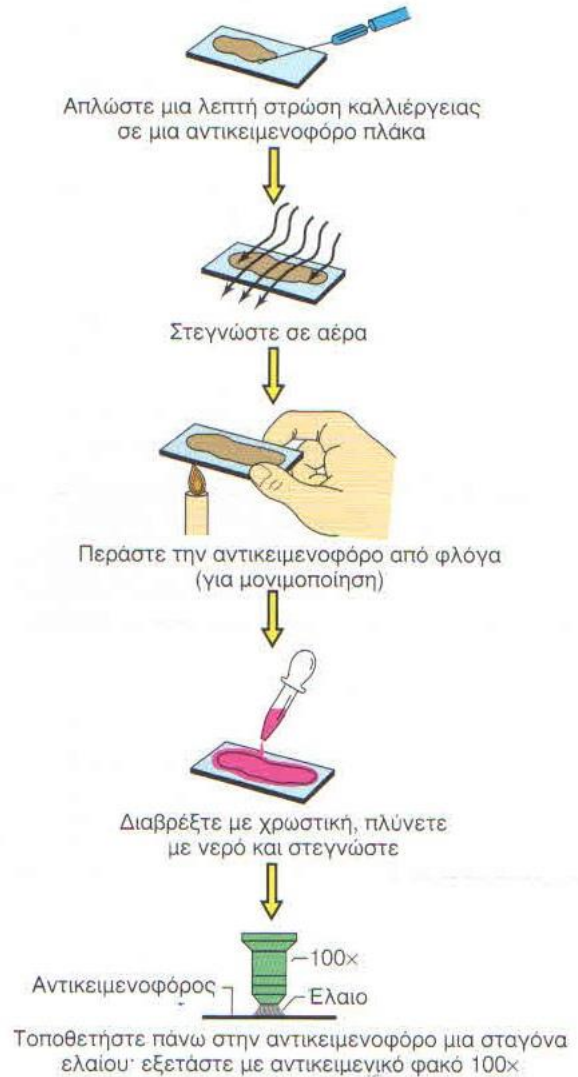 Απλώστε μια λεπτή στρώση καλλιέργειας
σε μια αντικειμενοφόρο πλάκα
Στεγνώστε σε αέρα
Περάστε την αντικειμενοφόρο από φλόγα
(για μονιμοποίηση)
Διαβρέξτε με χρωστική, πλύνετε
με νερό και στεγνώστε
100×
Αντικειμενοφόρος
Έλαιο
Τοποθετήστε πάνω στην αντικειμενοφόρο μια σταγόνα
ελαίου· εξετάστε με αντικειμενικό φακό 100×